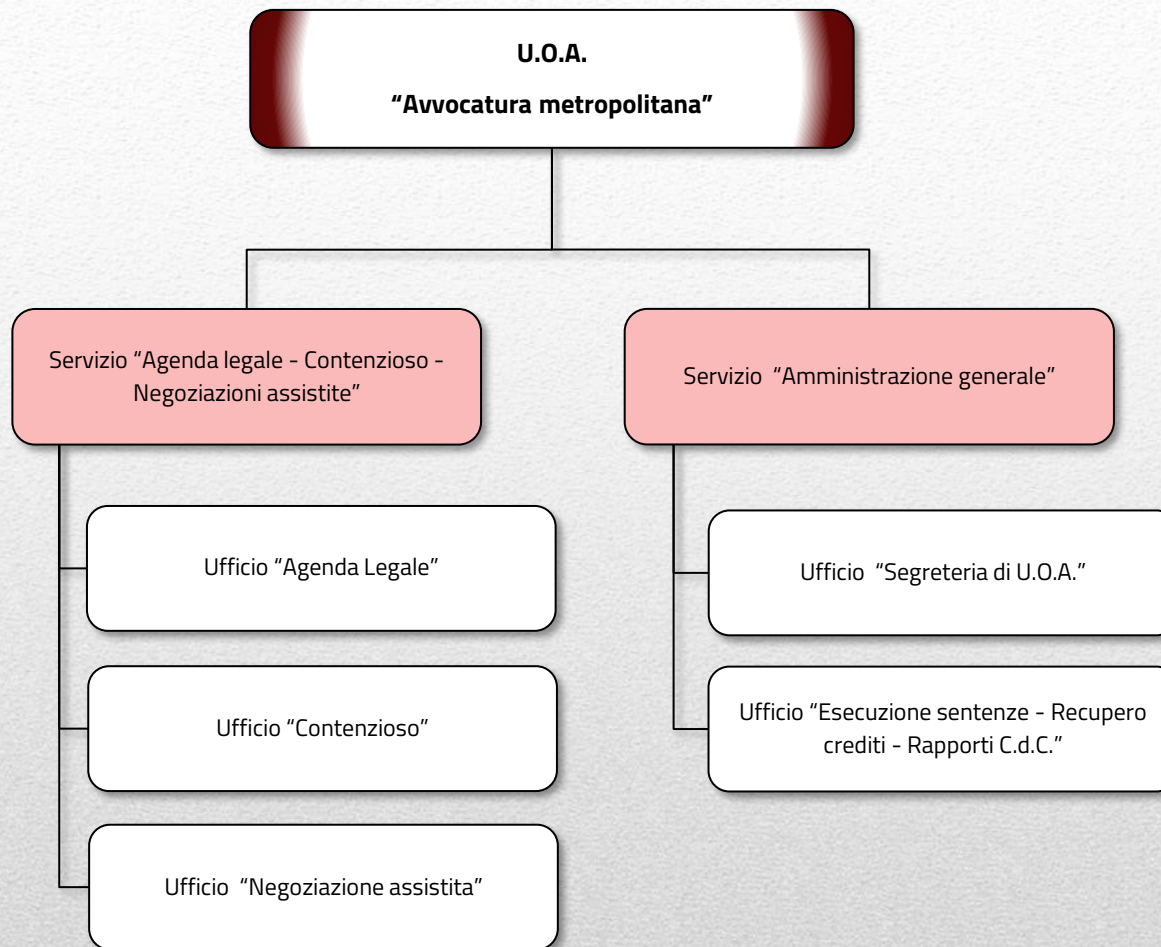 U.O.A.
“Avvocatura metropolitana”
Servizio “Agenda legale - Contenzioso -
Negoziazioni assistite”
Ufficio “Agenda Legale”
Ufficio “Contenzioso”
Ufficio “Negoziazione assistita”
Servizio “Amministrazione generale”
Ufficio “Segreteria di U.O.A.”
Ufficio “Esecuzione sentenze - Recupero
crediti - Rapporti C.d.C.”